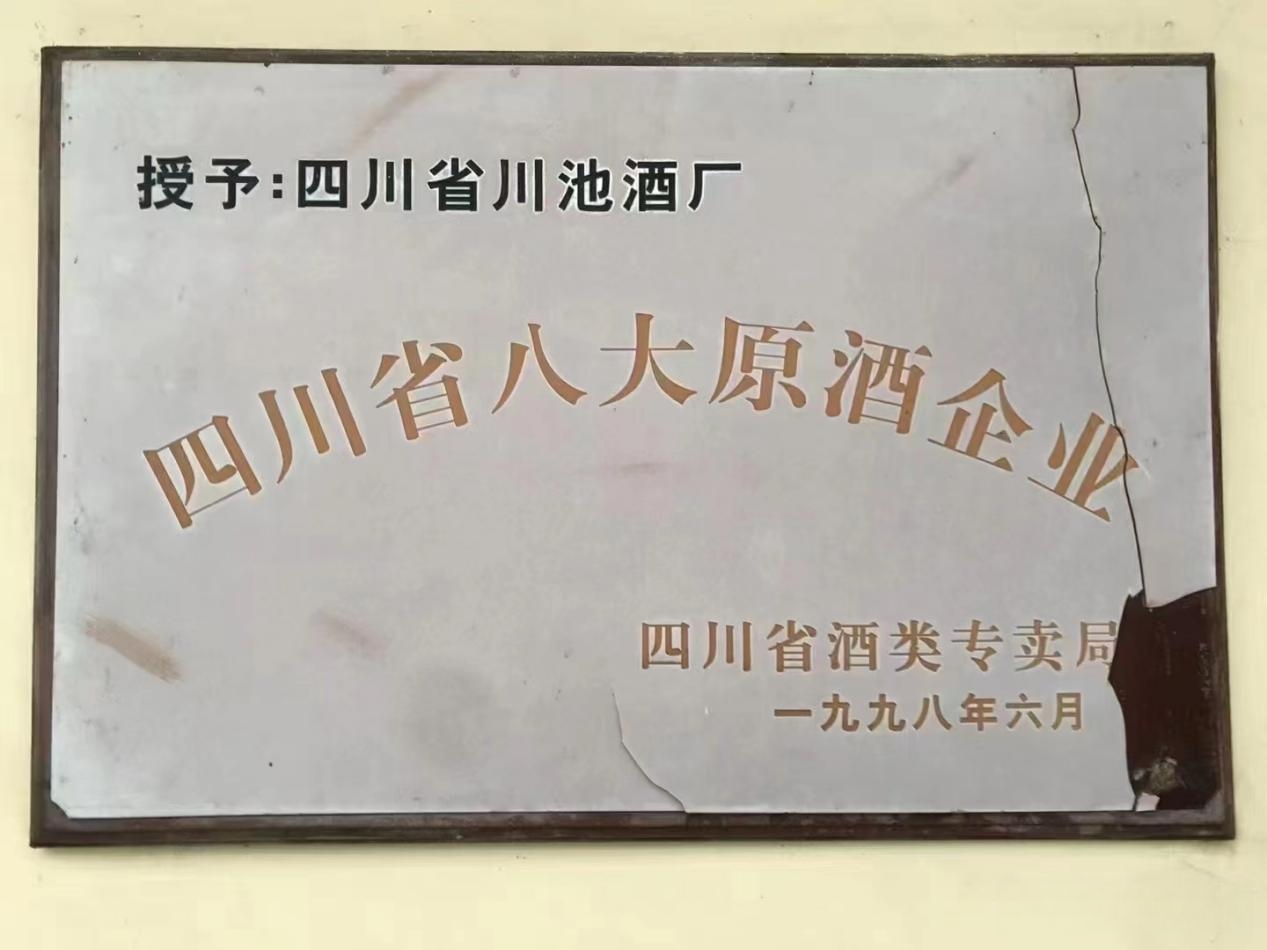 授予:四川省川池酒厂
四川省八大原酒企业
四川省酒类专卖局
一九九八年六月